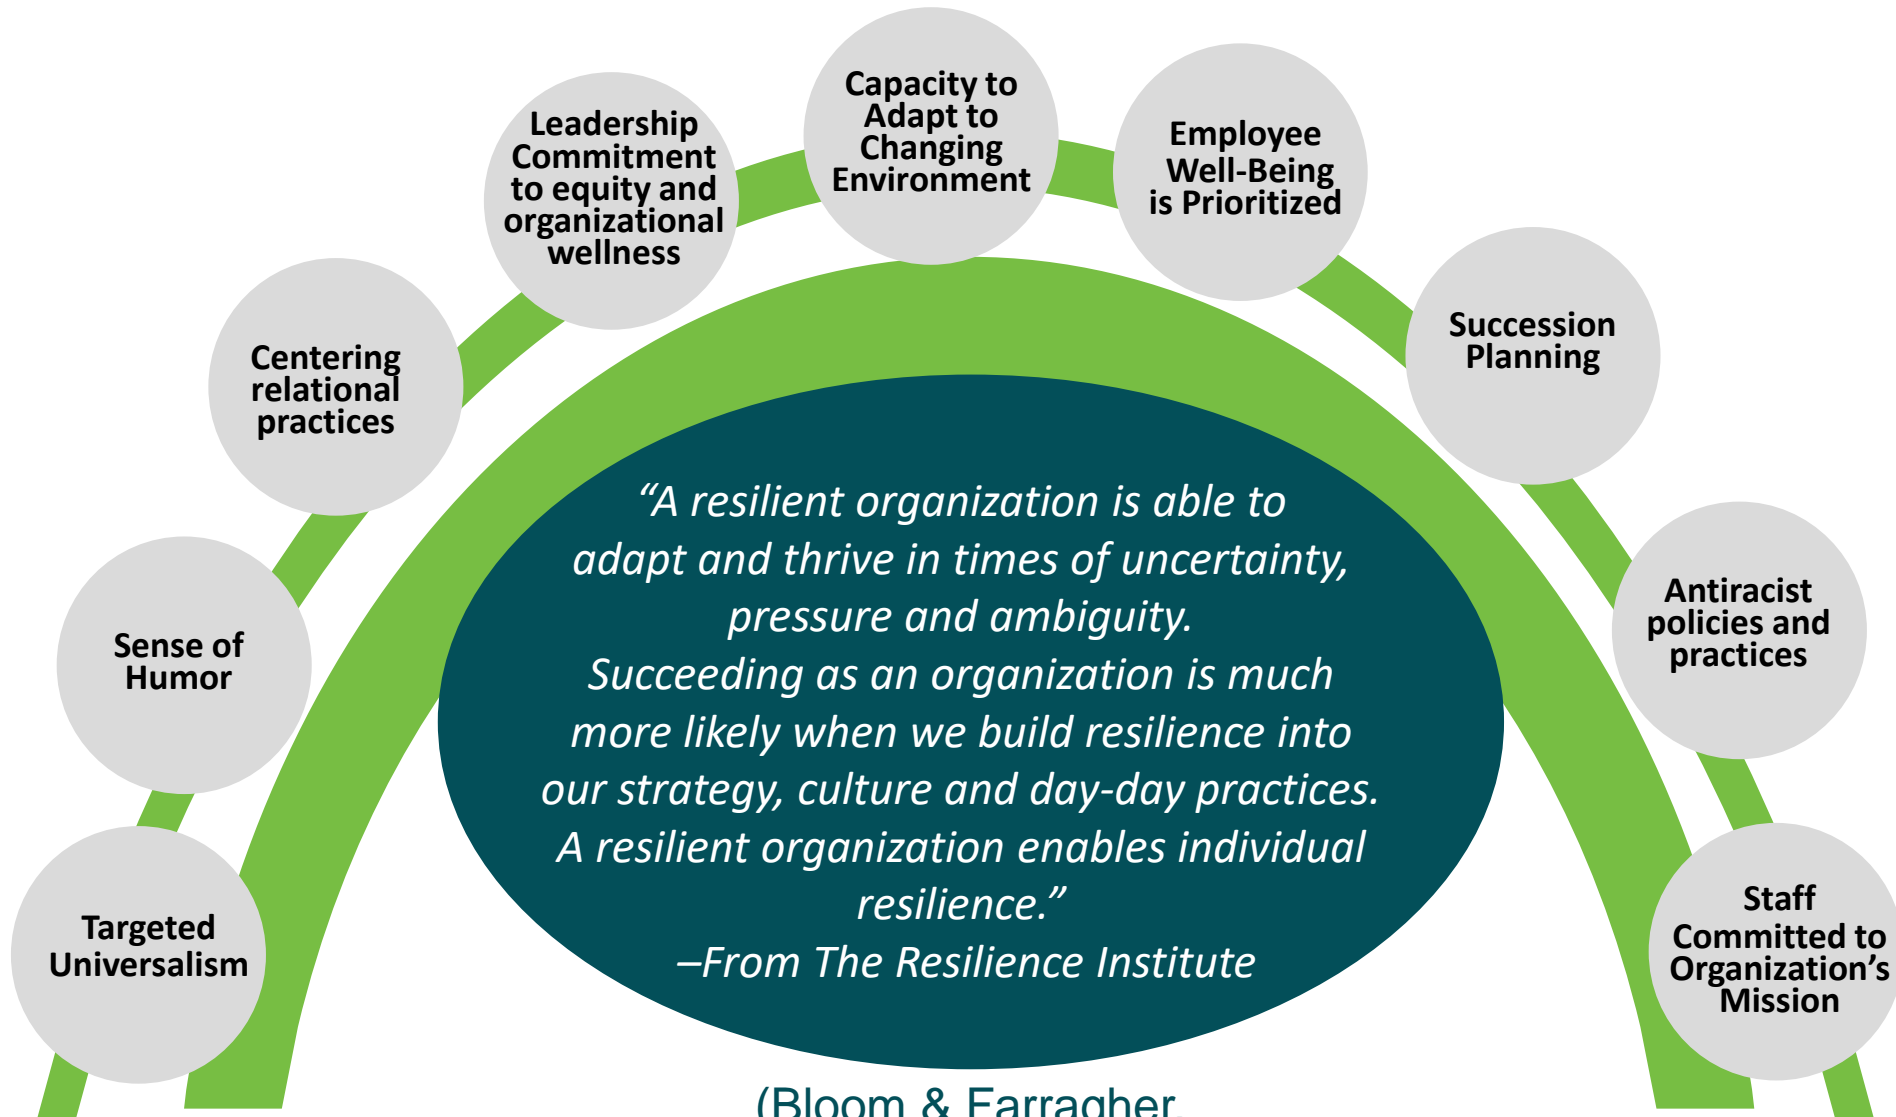 Capacity to
Adapt to
Changing
Environment
Leadership
Commitment
to equity and
organizational
wellness
Employee
Well-Being
is Prioritized
Centering
relational
practices
Succession
Planning
Sense of
Humor
Antiracist
policies and
practices
Targeted
Universalism
Staff
Committed to
Organization’s
Mission
“A resilient organization is able to
adapt and thrive in times of uncertainty,
pressure and ambiguity.
Succeeding as an organization is much
more likely when we build resilience into
our strategy, culture and day-day practices.
A resilient organization enables individual
resilience.”
–From The Resilience Institute
(Bloom & Farragher,